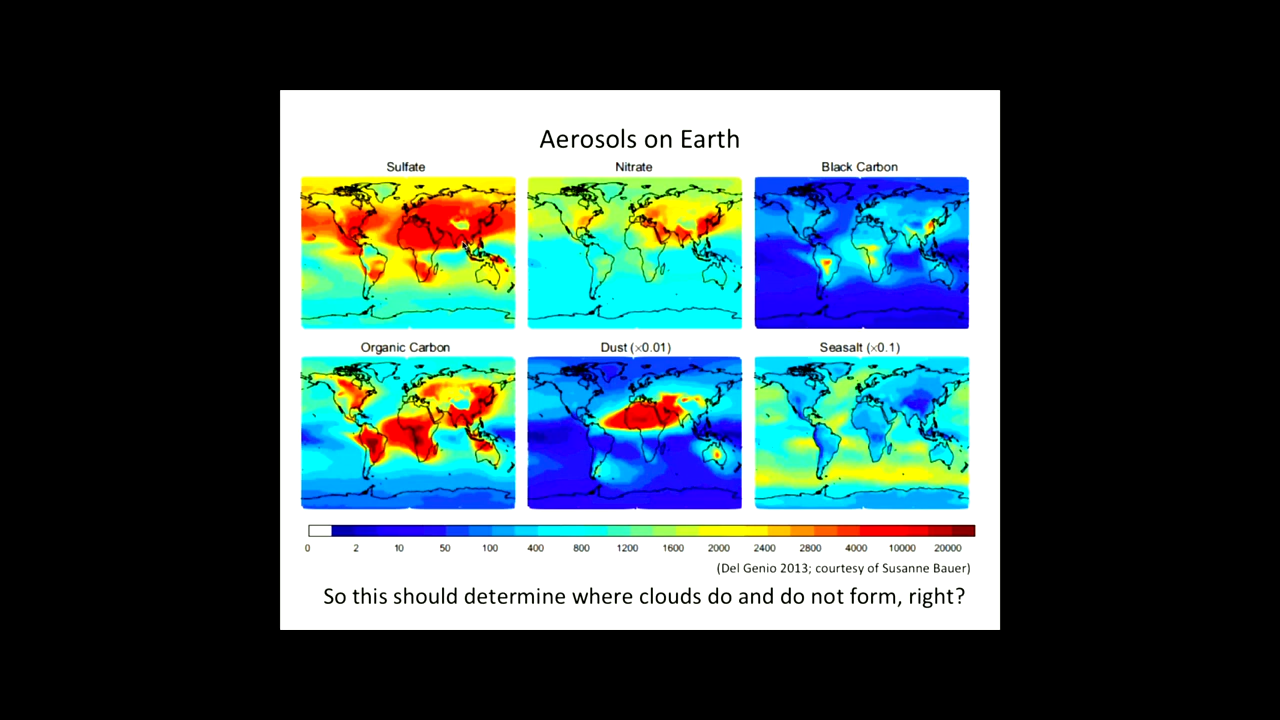 Aerosols on Earth
Sulfate
Nitrate
Black Carbon
Organic Carbon
Dust (×0.01)
Seasalt (×0.1)
0 2 10 50 100 400 800 1200 1600 2000 2400 2800 4000 10000 20000
(Del Genio 2013; courtesy of Susanne Bauer)
So this should determine where clouds do and do not form, right?